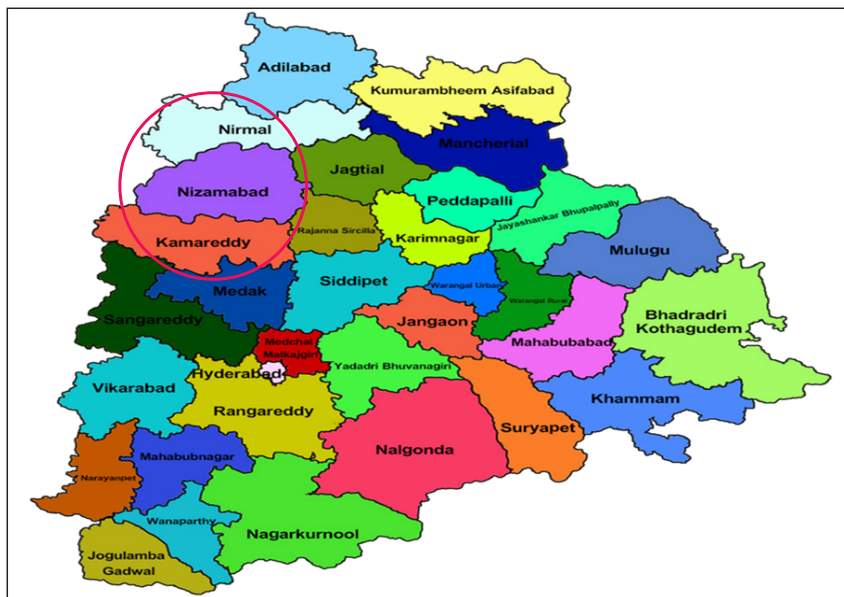 Adilabad
Kumurambheem Asifabad
Nirmal
Mancherial
Jagtial
Nizamabad
Peddapalli
Jayashankar Bhupalpally
Rajanna Sircilla
Karimnagar
Kamareddy
Mulugu
Siddipet
Warangal Urban
Medak
Warangal Rural
Sangareddy
Jangaon
Bhadradri
Kothagudem
Mahabubabad
Medchal
Malkajgiri
Yadadri Bhuvanagiri
Hyderabad
Vikarabad
Khammam
Rangareddy
Suryapet
Nalgonda
Mahabubnagar
Narayanpet
Wanaparthy
Nagarkurnool
Jogulamba
Gadwal